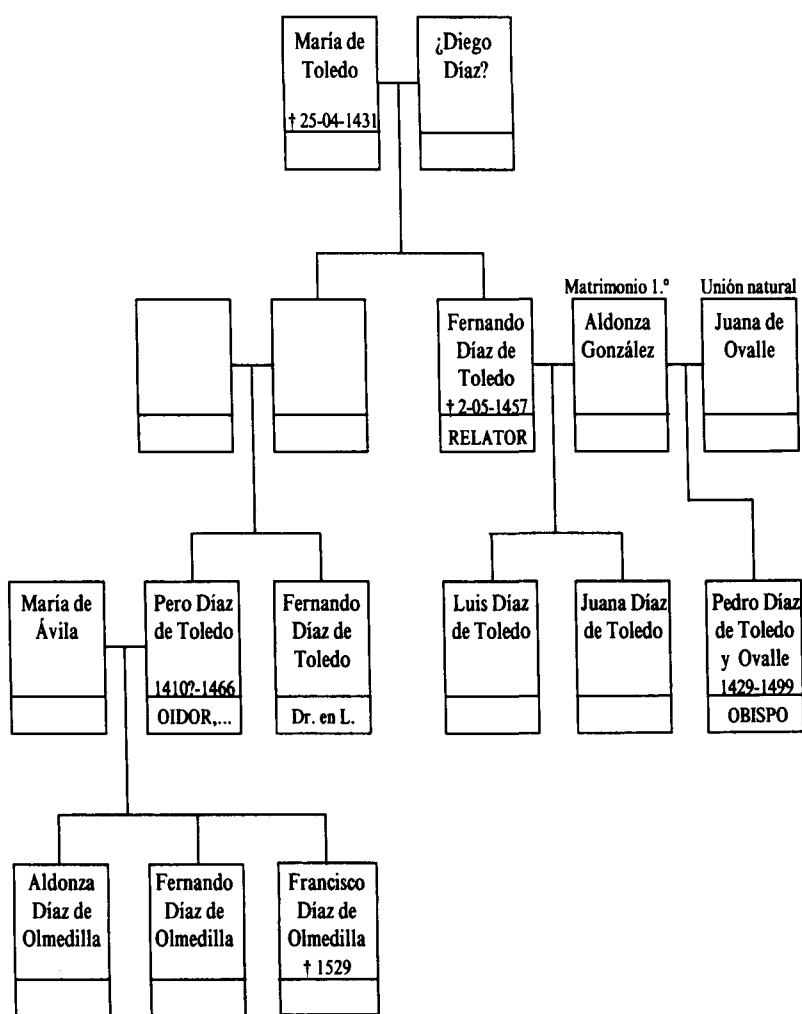 María de
Toledo
† 25-04-1431
¿Diego
Díaz?
Matrimonio 1.º
Unión natural
Fernando
Díaz de
Toledo
† 2-05-1457
RELATOR
Aldonza
González
Juana de
Ovalle
María de
Ávila
Pero Díaz
de Toledo
1410?-1466
OIDOR,...
Fernando
Díaz de
Toledo
Dr. en L.
Luis Díaz
de Toledo
Juana Díaz
de Toledo
Pedro Díaz
de Toledo
y Ovalle
1429-1499
OBISPO
Aldonza
Díaz de
Olmedilla
Fernando
Díaz de
Olmedilla
Francisco
Díaz de
Olmedilla
† 1529